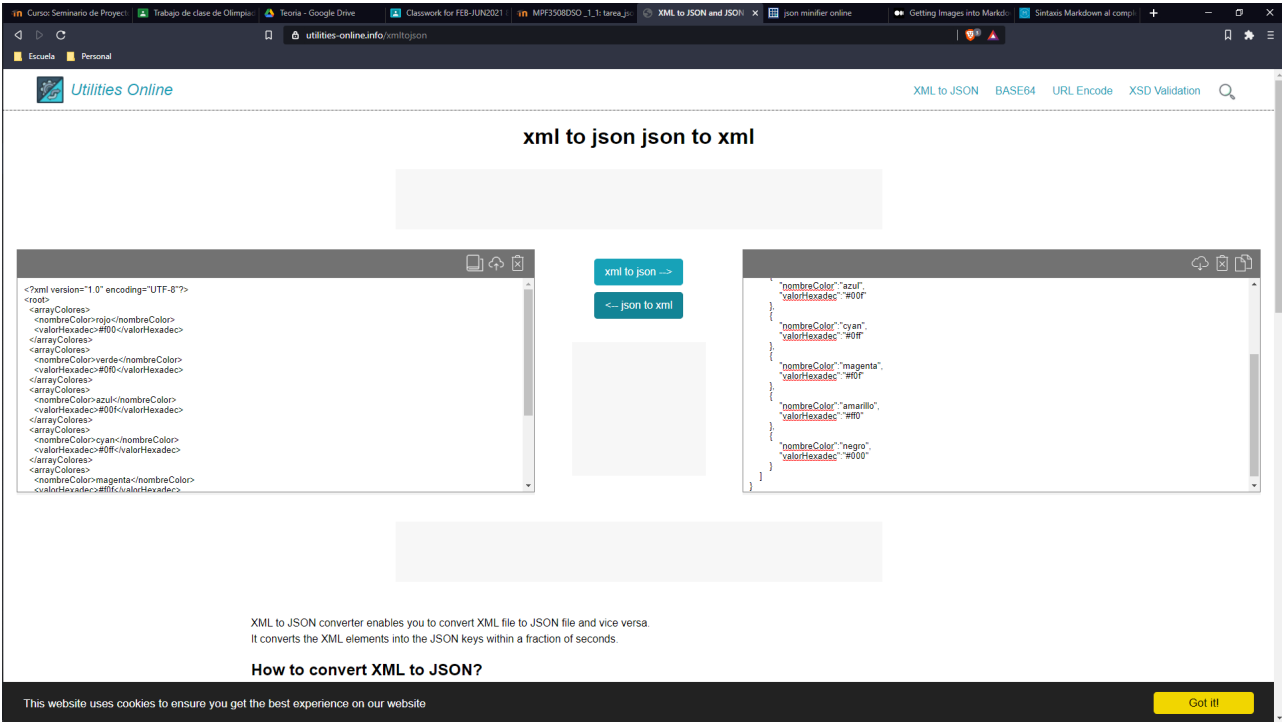 Curso: Seminario de Proyect
Trabajo de clase de Olimpiad
Teoria - Google Drive
Classwork for FEB-JUN2021
MPF3508DSO _1_1: tarea_js
XML to JSON and JSON
json minifier online
Getting Images into Markdo
Sintaxis Markdown al compl
utilities-online.info/xmltojson
Escuela
Personal
Utilities Online
XML to JSON
BASE64
URL Encode
XSD Validation
xml to json json to xml
xml to json -->
<-- json to xml
<?xml version="1.0" encoding="UTF-8"?>
<root>
<arrayColores>
<nombreColor>rojo</nombreColor>
<valorHexadec>#f00</valorHexadec>
</arrayColores>
<arrayColores>
<nombreColor>verde</nombreColor>
<valorHexadec>#0f0</valorHexadec>
</arrayColores>
<arrayColores>
<nombreColor>azul</nombreColor>
<valorHexadec>#00f</valorHexadec>
</arrayColores>
<arrayColores>
<nombreColor>cyan</nombreColor>
<valorHexadec>#0ff</valorHexadec>
</arrayColores>
<arrayColores>
<nombreColor>magenta</nombreColor>
<valorHexadec>#f0f</valorHexadec>
{
"nombreColor":"azul",
"valorHexadec":"#00f"
},
{
"nombreColor":"cyan",
"valorHexadec":"#0ff"
},
{
"nombreColor":"magenta",
"valorHexadec":"#f0f"
},
{
"nombreColor":"amarillo",
"valorHexadec":"#ff0"
},
{
"nombreColor":"negro",
"valorHexadec":"#000"
}
]
}
XML to JSON converter enables you to convert XML file to JSON file and vice versa.
It converts the XML elements into the JSON keys within a fraction of seconds.
How to convert XML to JSON?
This website uses cookies to ensure you get the best experience on our website
Got it!